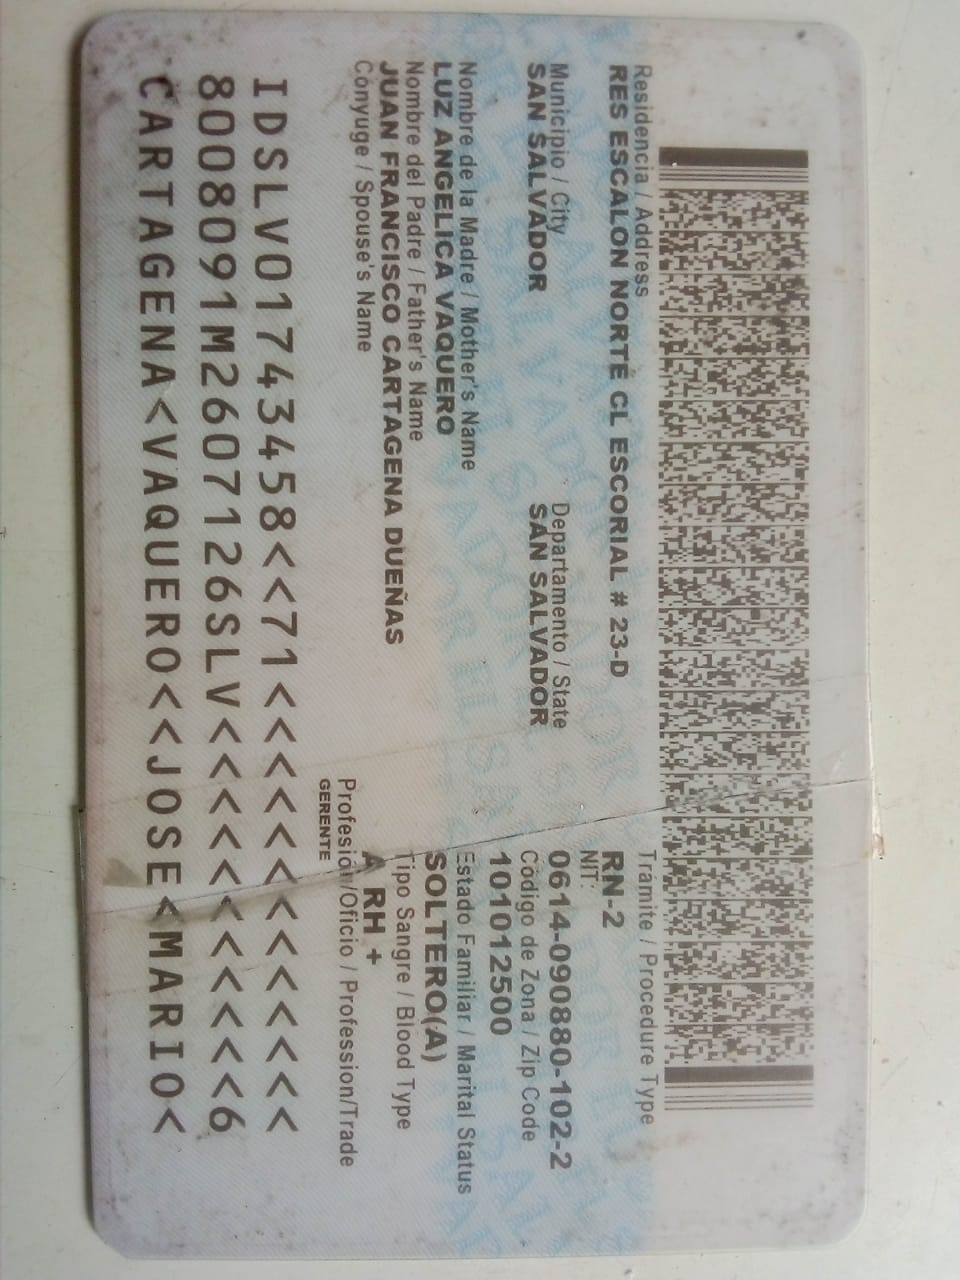 Residencia / Address
RES ESCALON NORTE CL ESCORIAL # 23-D
Municipio / City
SAN SALVADOR
Departamento / State
SAN SALVADOR
Nombre de la Madre / Mother's Name
LUZ ANGELICA VAQUERO
Nombre del Padre / Father's Name
JUAN FRANCISCO CARTAGENA DUEÑAS
Conyuge / Spouse's Name
Trámite / Procedure Type
RN-2
NIT:
0614-090880-102-2
Código de Zona / Zip Code
101012500
Estado Familiar / Marital Status
SOLTERO(A)
Tipo Sangre / Blood Type
A RH +
Profesión/Oficio / Profession/Trade
GERENTE
IDSLV017434458<<71<<<<<<<<<<<<
8008091M2607126SLV<<<<<<<<<<<6
CARTAGENA<VAQUERO<<JOSE<MARIO<